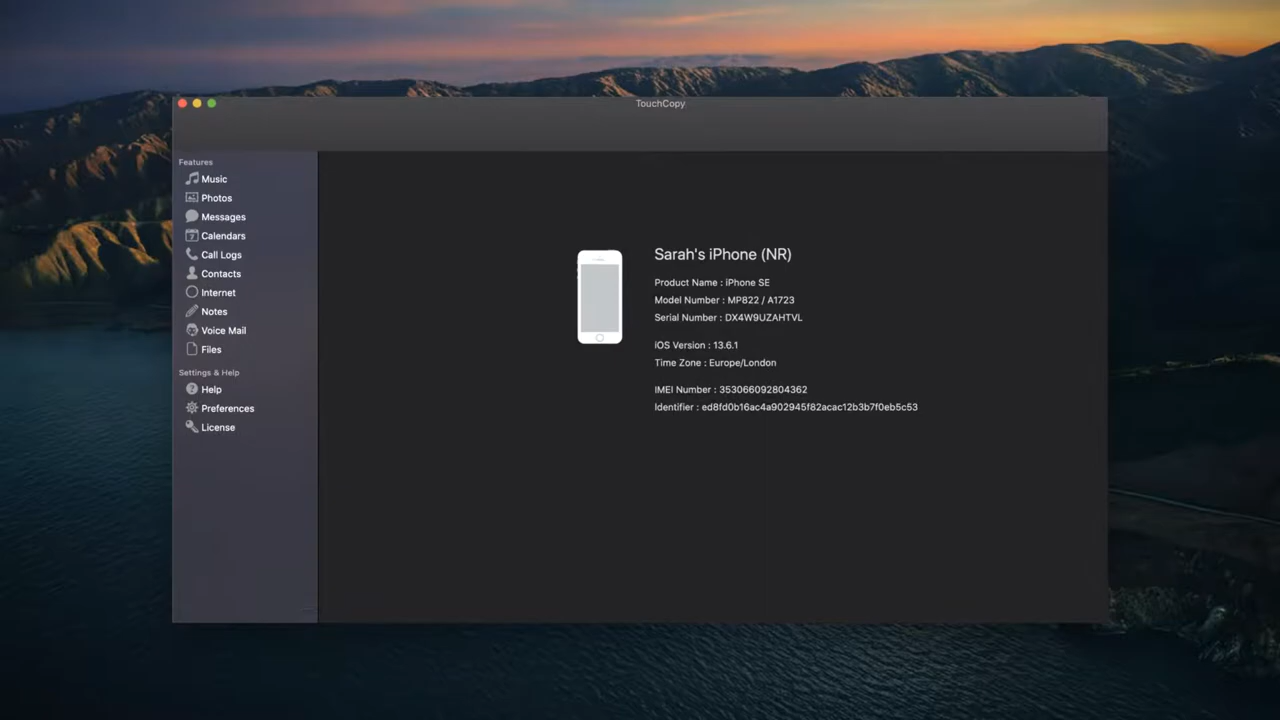 TouchCopy
Features
Music
Photos
Messages
Calendars
Call Logs
Contacts
Internet
Notes
Voice Mail
Files
Settings & Help
Help
Preferences
License
Sarah's iPhone (NR)
Product Name : iPhone SE
Model Number : MP822 / A1723
Serial Number : DX4W9UZAHTVL
iOS Version : 13.6.1
Time Zone : Europe/London
IMEI Number : 353066092804362
Identifier : ed8fd0b16ac4a902945f82acac12b3b7f0eb5c53